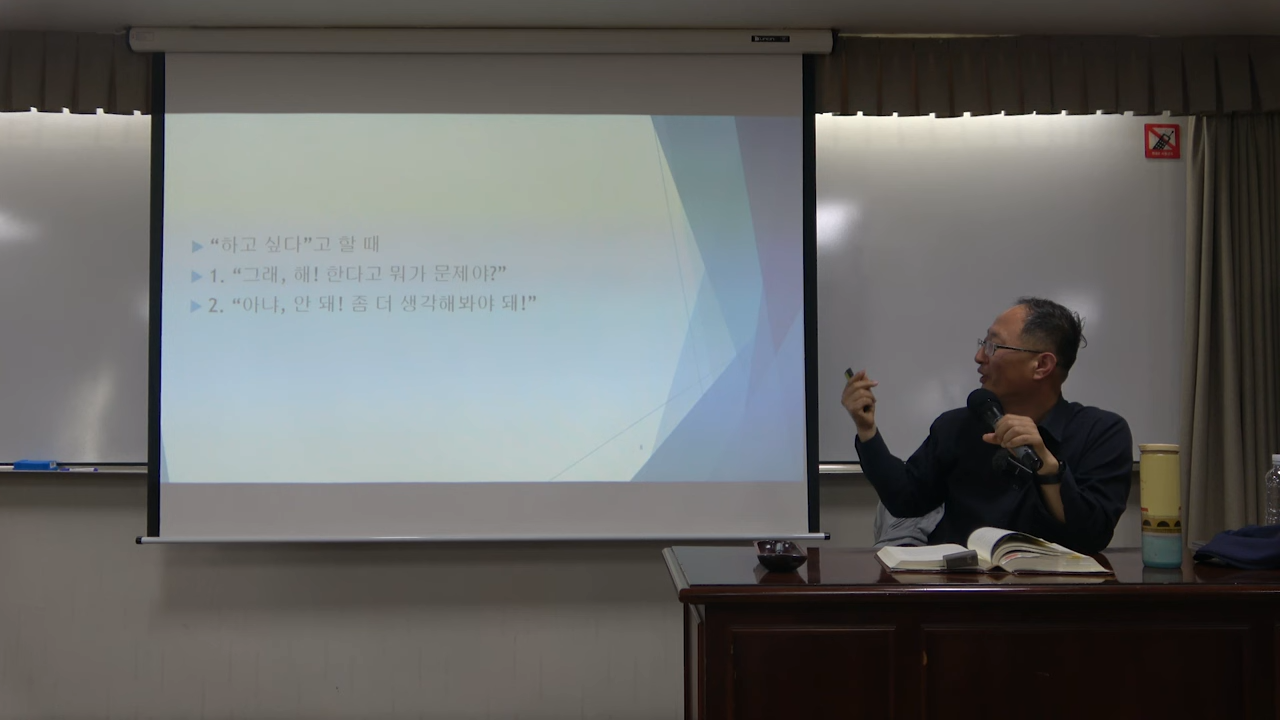 “하고 싶다”고 할 때
1. “그래, 해! 한다고 뭐가 문제야?”
2. “아냐, 안 돼! 좀 더 생각해봐야 돼!”